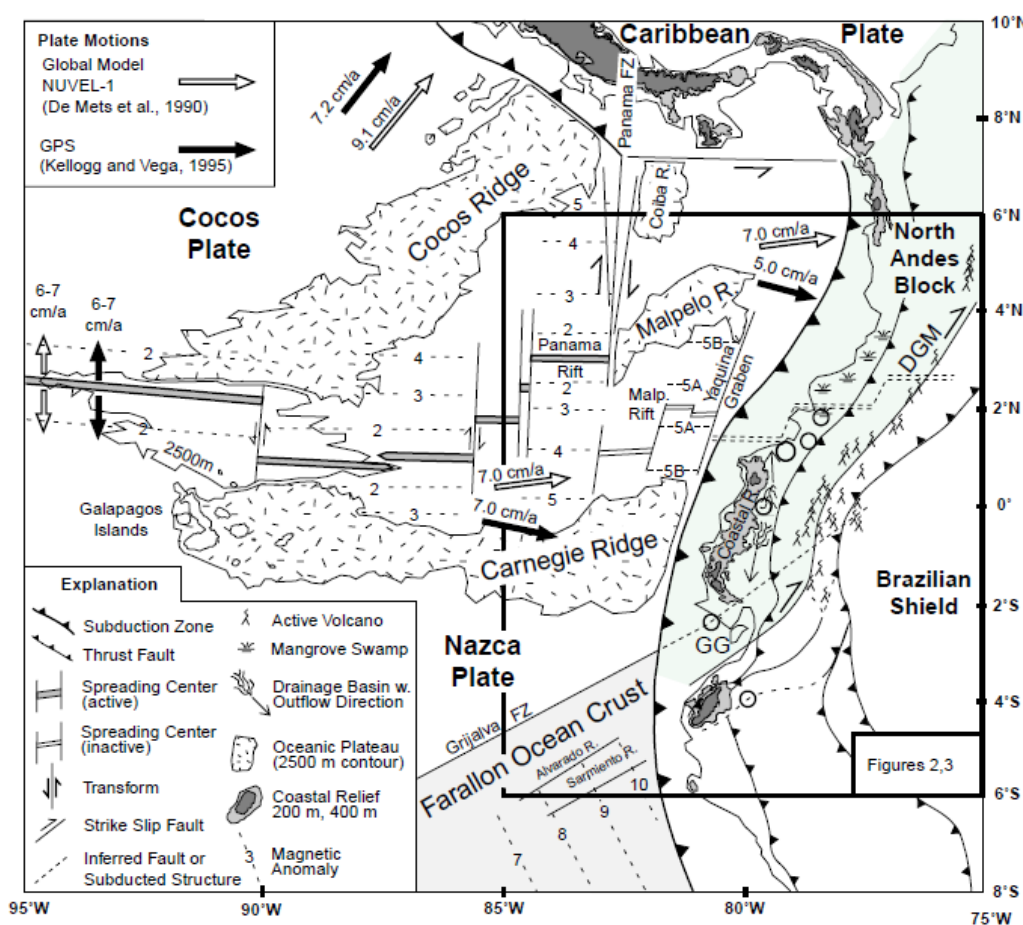 Plate Motions
Global Model
NUVEL-1
(De Mets et al., 1990)
GPS
(Kellogg and Vega, 1995)
7.2 cm/a
9.1 cm/a
Caribbean Plate
Panama FZ
10°N
8°N
6°N
4°N
2°N
0°
2°S
4°S
6°S
8°S
Cocos
Plate
Cocos Ridge
Coiba R.
5
4
3
2
Panama
Rift
2
3
4
5
7.0 cm/a
5.0 cm/a
North
Andes
Block
DGM
Malpelo R.
5B
Yaquina
Graben
5A
Malp.
Rift
5A
5B
6-7
cm/a
6-7
cm/a
2
4
3
2
2
2500m
2
3
7.0 cm/a
7.0 cm/a
Galapagos
Islands
Carnegie Ridge
Coastal R.
Brazilian
Shield
GG
Nazca
Plate
Grijalva FZ
Farallon Ocean Crust
Alvarado R.
Sarmiento R.
10
9
8
7
Figures 2,3
Explanation
Subduction Zone
Thrust Fault
Spreading Center
(active)
Spreading Center
(inactive)
Transform
Strike Slip Fault
Inferred Fault or
Subducted Structure
Active Volcano
Mangrove Swamp
Drainage Basin w.
Outflow Direction
Oceanic Plateau
(2500 m contour)
Coastal Relief
200 m, 400 m
3 Magnetic
Anomaly
95°W
90°W
85°W
80°W
75°W